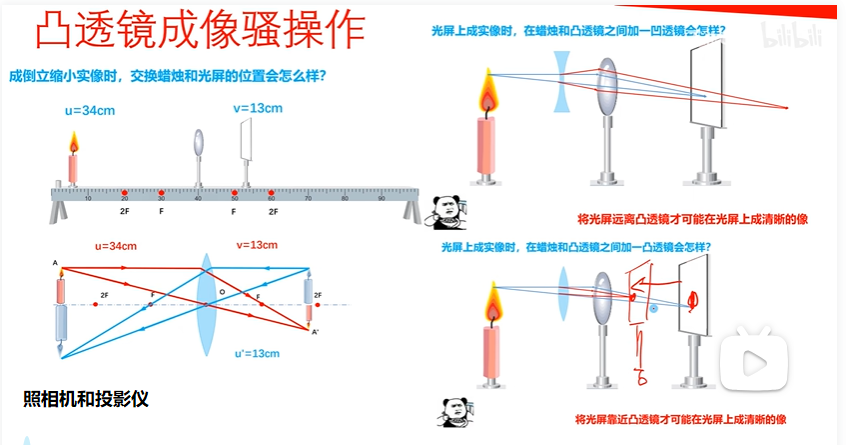 凸透镜成像骚操作
成倒立缩小实像时，交换蜡烛和光屏的位置会怎么样？
u=34cm
v=13cm
10 20 30 40 50 60 70 80 90
2F F F 2F
u=34cm
v=13cm
A
2F F O F 2F
A'
u'=13cm
照相机和投影仪
光屏上成实像时，在蜡烛和凸透镜之间加一凹透镜会怎样？
bilibili
将光屏远离凸透镜才可能在光屏上成清晰的像
光屏上成实像时，在蜡烛和凸透镜之间加一凸透镜会怎样？
将光屏靠近凸透镜才可能在光屏上成清晰的像